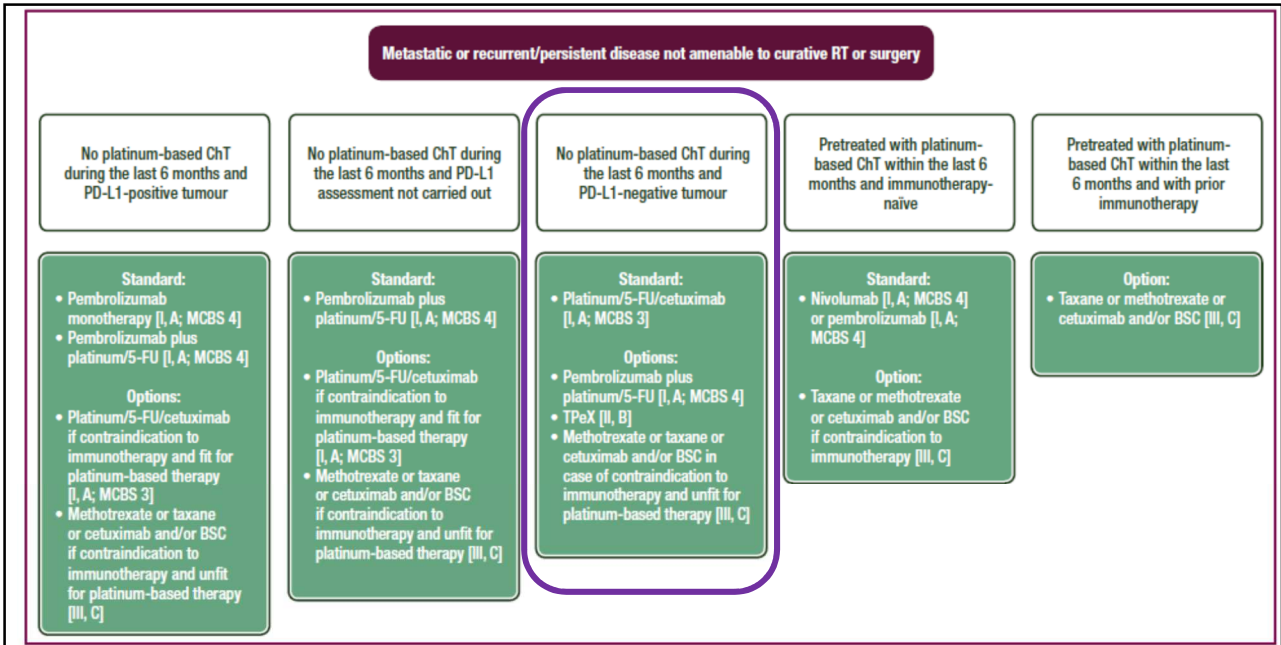 Metastatic or recurrent/persistent disease not amenable to curative RT or surgery
No platinum-based ChT
during the last 6 months and
PD-L1-positive tumour
Standard:
• Pembrolizumab
monotherapy [I, A; MCBS 4]
• Pembrolizumab plus
platinum/5-FU [I, A; MCBS 4]
Options:
• Platinum/5-FU/cetuximab
if contraindication to
immunotherapy and fit for
platinum-based therapy
[I, A; MCBS 3]
• Methotrexate or taxane
or cetuximab and/or BSC
if contraindication to
immunotherapy and unfit
for platinum-based therapy
[III, C]
No platinum-based ChT during
the last 6 months and PD-L1
assessment not carried out
Standard:
• Pembrolizumab plus
platinum/5-FU [I, A; MCBS 4]
Options:
• Platinum/5-FU/cetuximab
if contraindication to
immunotherapy and fit for
platinum-based therapy
[I, A; MCBS 3]
• Methotrexate or taxane
or cetuximab and/or BSC
if contraindication to
immunotherapy and unfit for
platinum-based therapy [III, C]
No platinum-based ChT during
the last 6 months and
PD-L1-negative tumour
Standard:
• Platinum/5-FU/cetuximab
[I, A; MCBS 3]
Options:
• Pembrolizumab plus
platinum/5-FU [I, A; MCBS 4]
• TPeX [II, B]
• Methotrexate or taxane or
cetuximab and/or BSC in
case of contraindication to
immunotherapy and unfit for
platinum-based therapy [III, C]
Pretreated with platinum-
based ChT within the last 6
months and immunotherapy-
naïve
Standard:
• Nivolumab [I, A; MCBS 4]
or pembrolizumab [I, A;
MCBS 4]
Option:
• Taxane or methotrexate
or cetuximab and/or BSC
if contraindication to
immunotherapy [III, C]
Pretreated with platinum-
based ChT within the last
6 months and with prior
immunotherapy
Option:
• Taxane or methotrexate or
cetuximab and/or BSC [III, C]